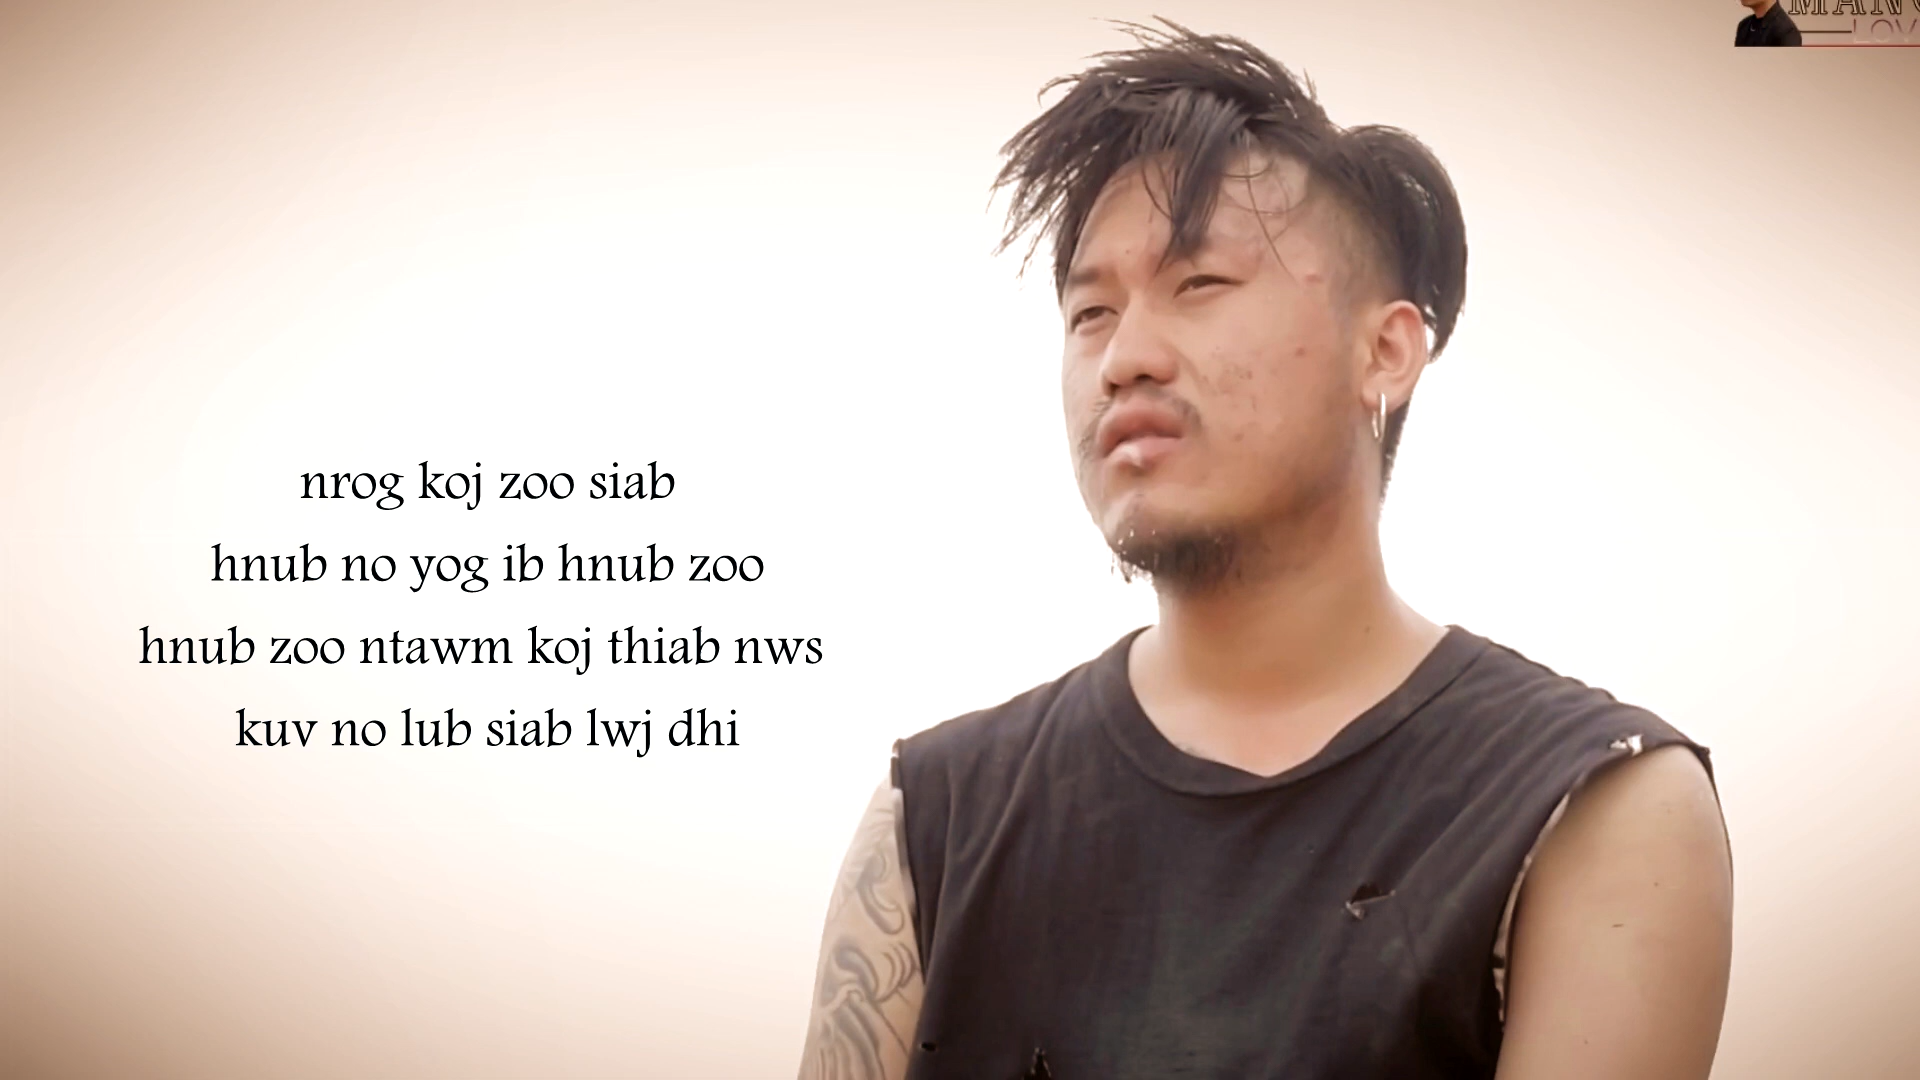 nrog koj zoo siab
hnub no yog ib hnub zoo
hnub zoo ntawm koj thiab nws
kuv no lub siab lwj dhi